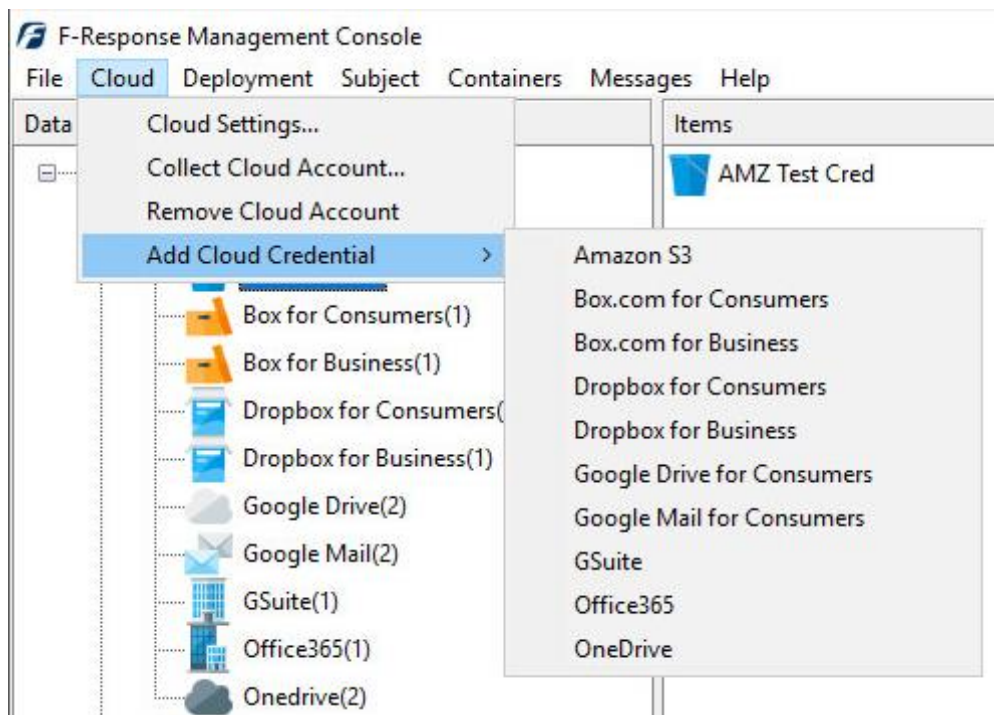 F-Response Management Console
File Cloud Deployment Subject Containers Messages Help
Data
Items
Cloud Settings...
Collect Cloud Account...
Remove Cloud Account
Add Cloud Credential >
AMZ Test Cred
Amazon S3
Box.com for Consumers
Box.com for Business
Dropbox for Consumers
Dropbox for Business
Google Drive for Consumers
Google Mail for Consumers
GSuite
Office365
OneDrive
Box for Consumers(1)
Box for Business(1)
Dropbox for Consumers(
Dropbox for Business(1)
Google Drive(2)
Google Mail(2)
GSuite(1)
Office365(1)
Onedrive(2)